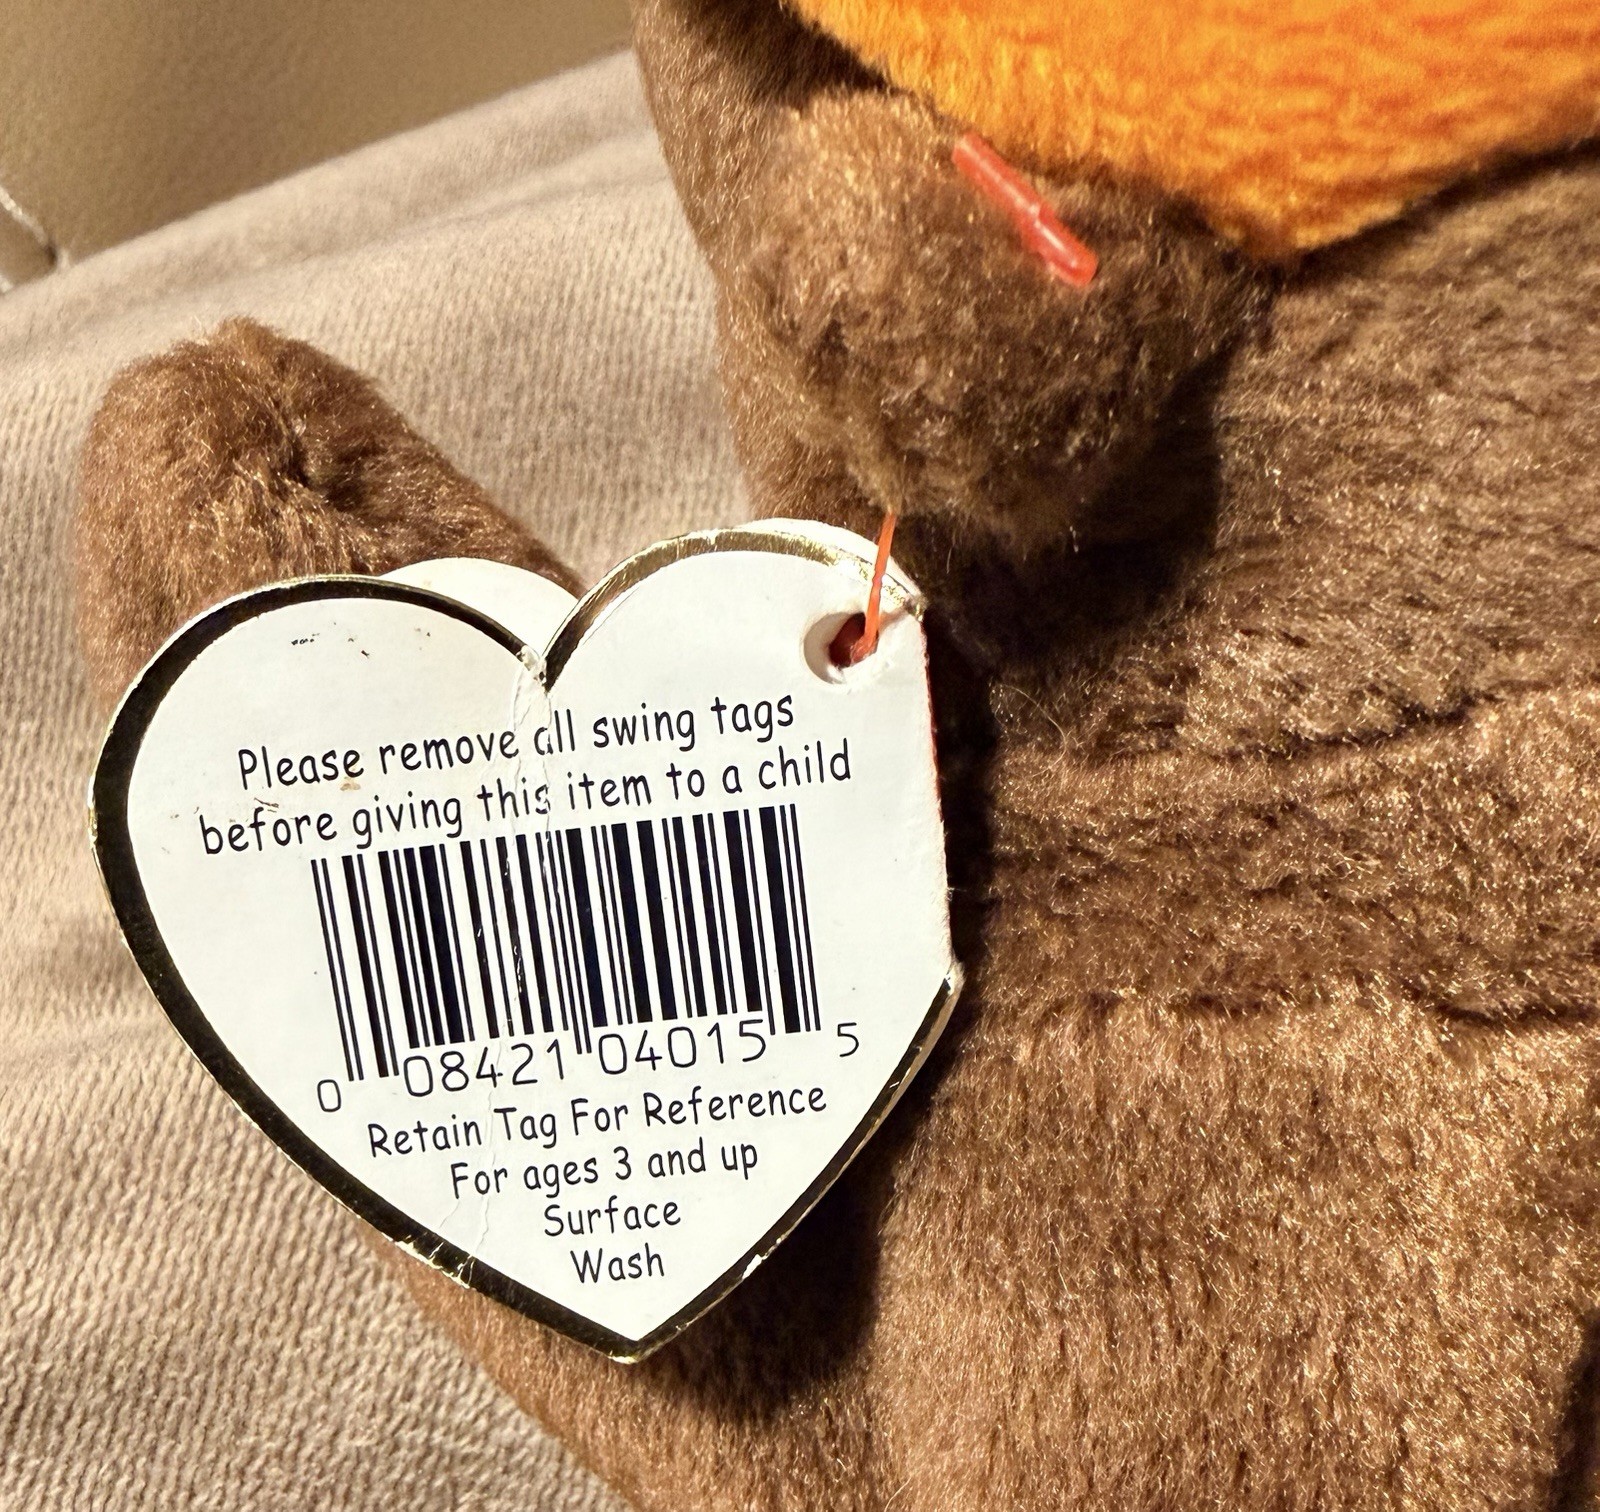 Please remove all swing tags
before giving this item to a child
0 08421 04015 5
Retain Tag For Reference
For ages 3 and up
Surface
Wash